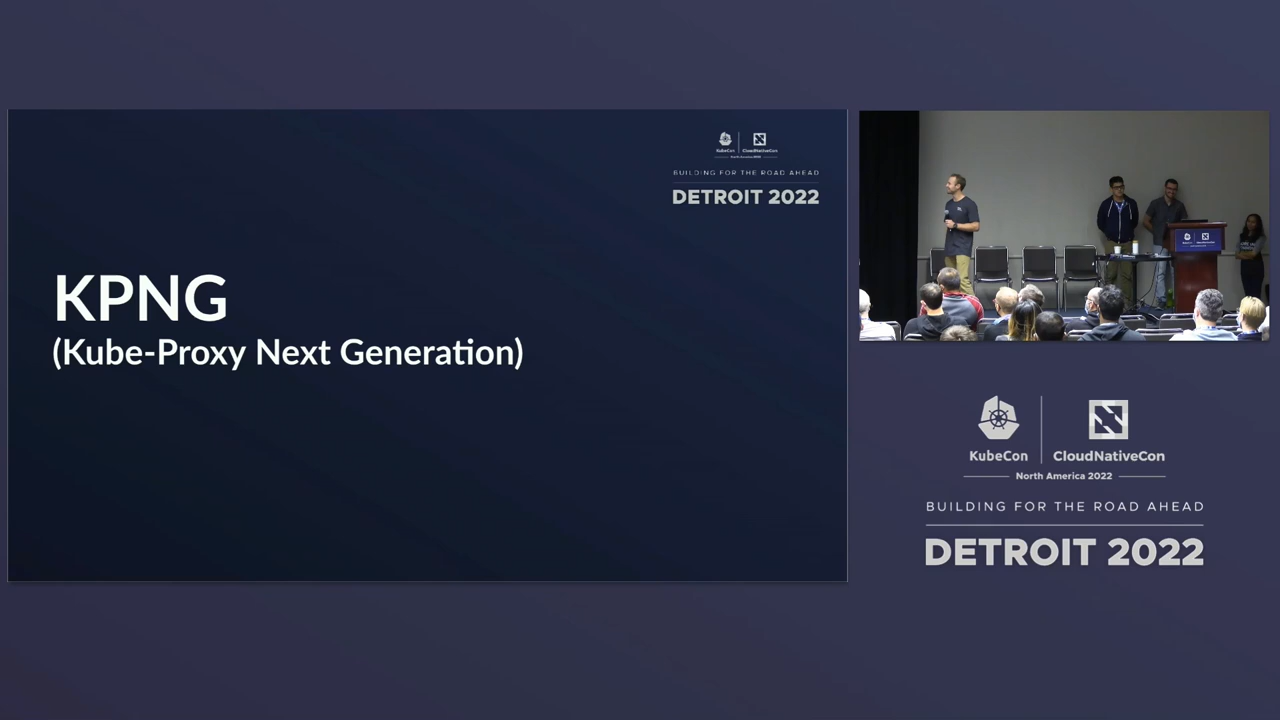 KubeCon
CloudNativeCon
BUILDING FOR THE ROAD AHEAD
DETROIT 2022
KPNG
(Kube-Proxy Next Generation)
KubeCon
CloudNativeCon
North America 2022
BUILDING FOR THE ROAD AHEAD
DETROIT 2022